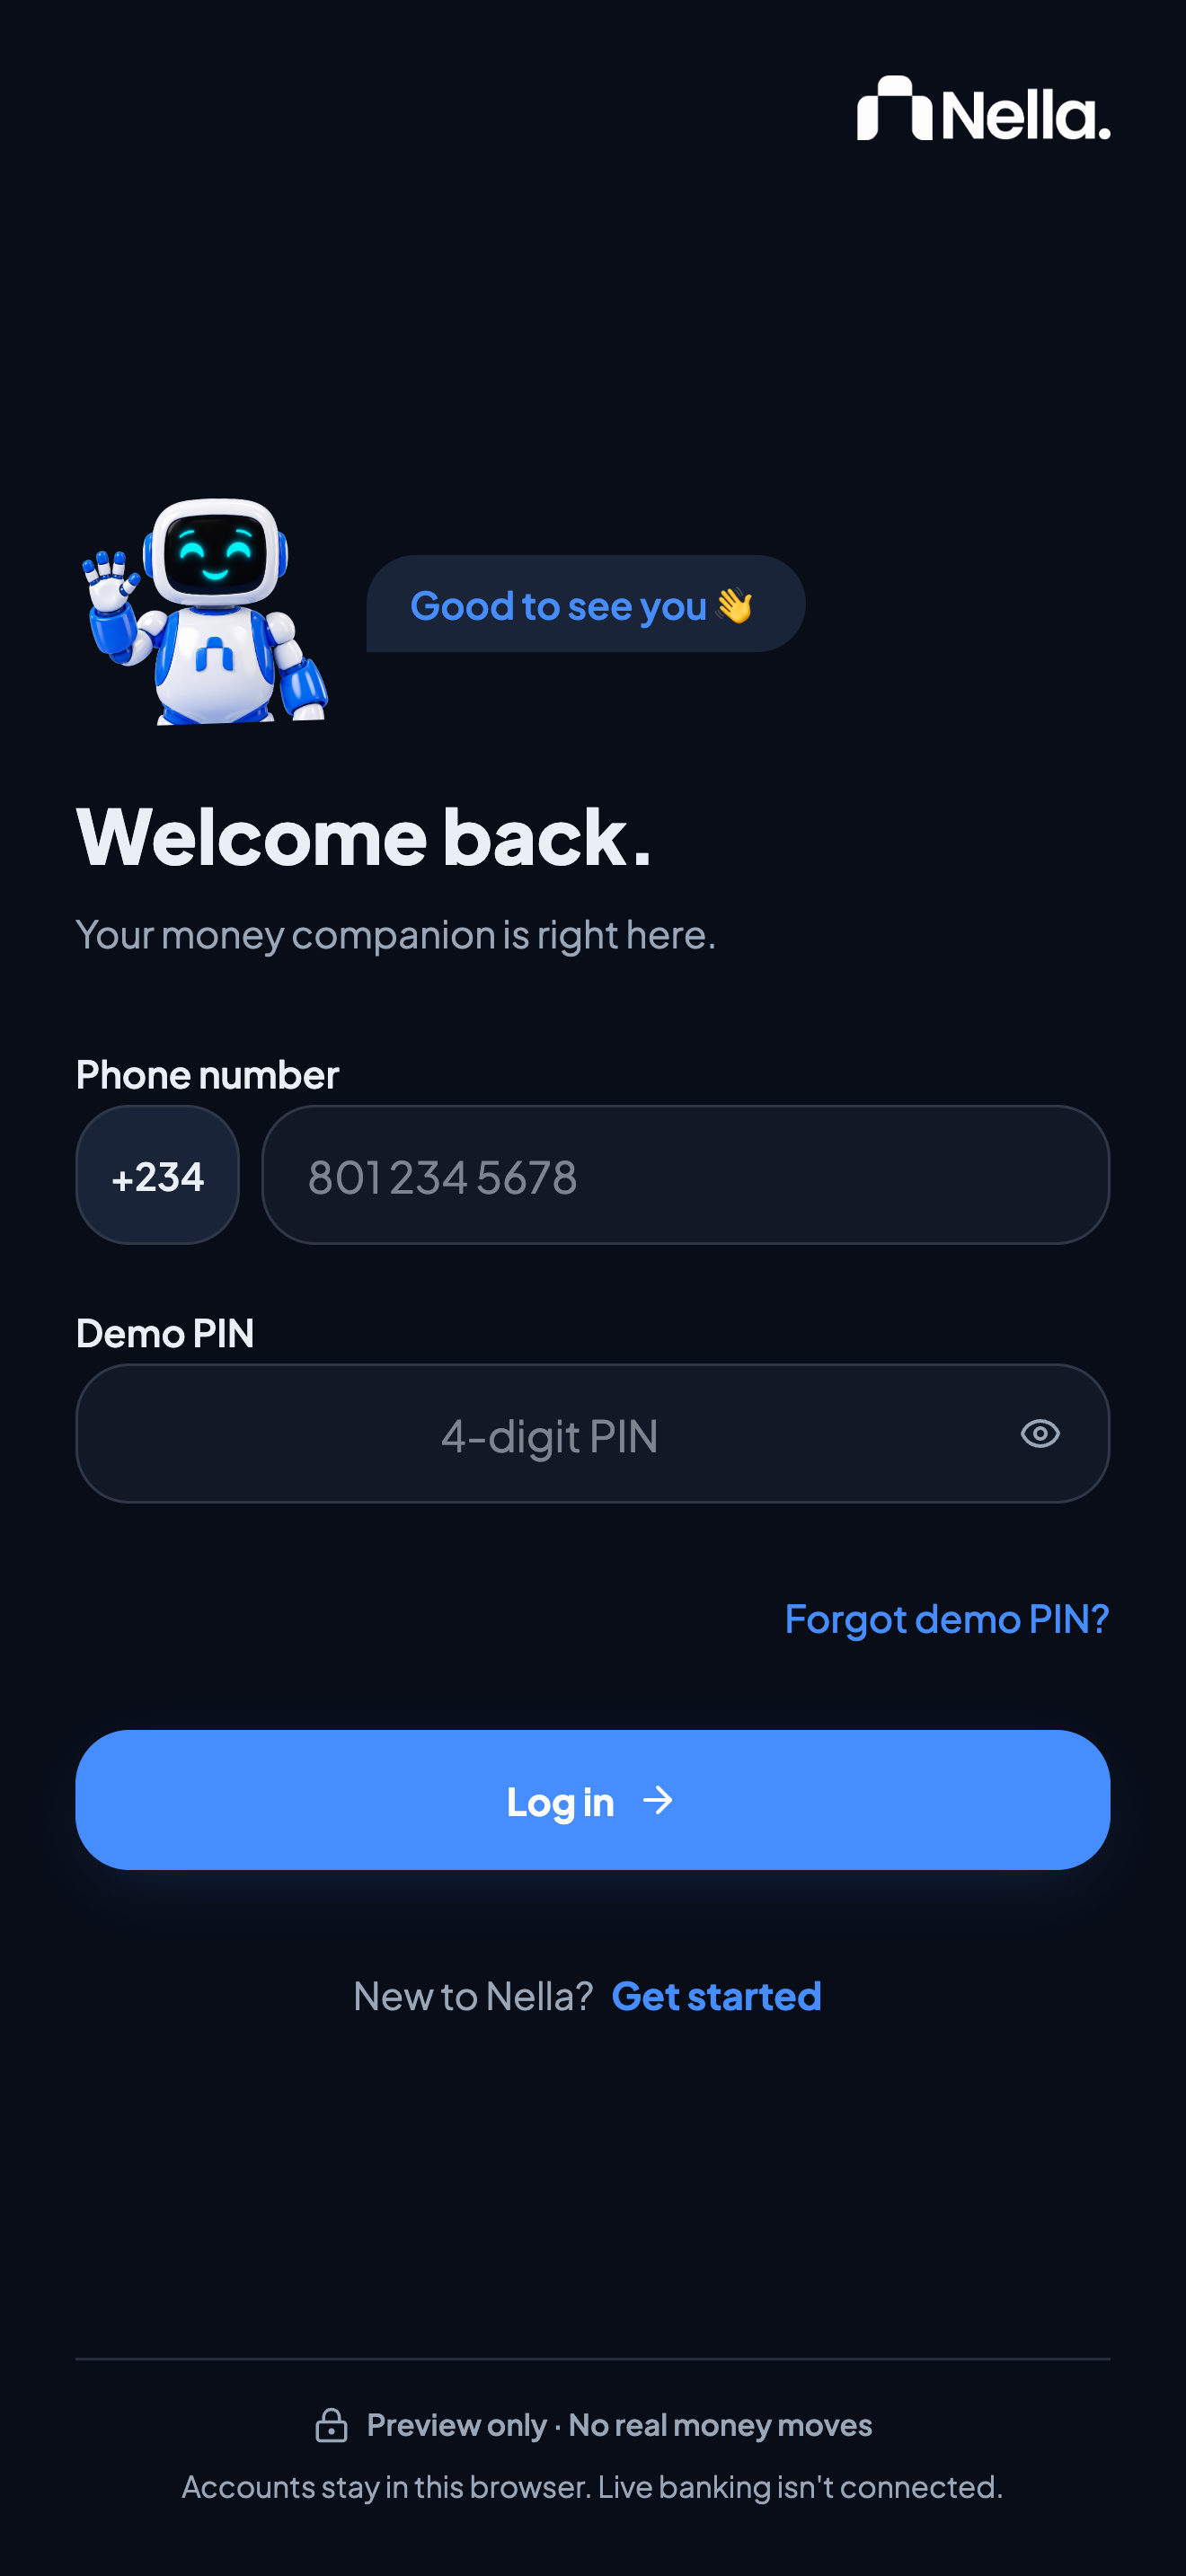 Nella.
Good to see you 👋
Welcome back.
Your money companion is right here.
Phone number
+234 801 234 5678
Demo PIN
4-digit PIN
Forgot demo PIN?
Log in →
New to Nella? Get started
Preview only · No real money moves
Accounts stay in this browser. Live banking isn't connected.